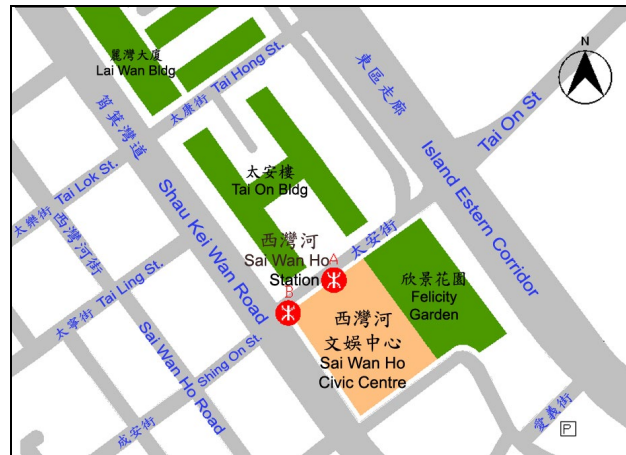 麗灣大廈
Lai Wan Bldg
太康街 Tai Hong St.
東區走廊
Island Estern Corridor
N
Tai On St
筲箕灣道
Shau Kei Wan Road
太樂街 Tai Lok St.
西灣河街
Sai Wan Ho Road
太安樓
Tai On Bldg
太安街
西灣河
Sai Wan Ho
Station
A
B
太寧街 Tai Ling St.
欣景花園
Felicity
Garden
西灣河
文娛中心
Sai Wan Ho
Civic Centre
成安街 Shing On St.
愛義街
P